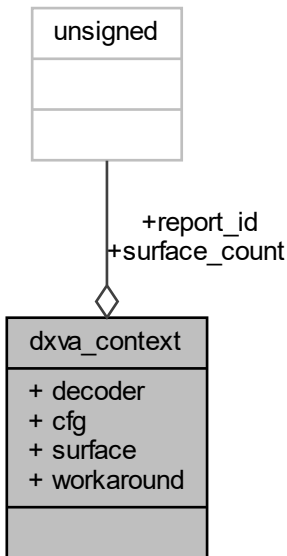 unsigned
+report_id
+surface_count
dxva_context
+ decoder
+ cfg
+ surface
+ workaround